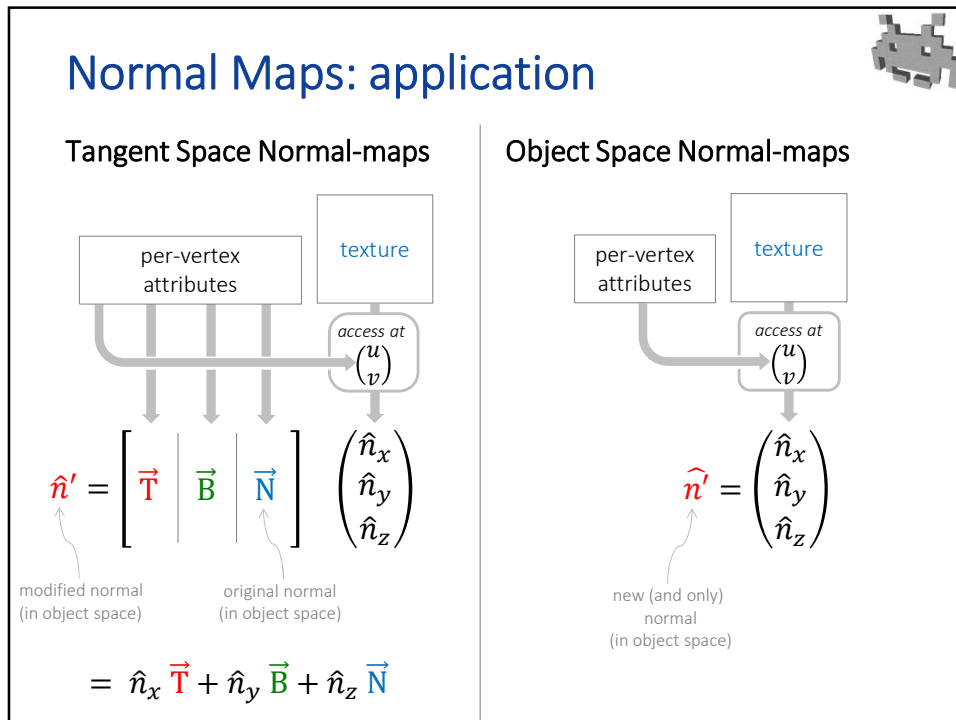 Normal Maps: application
Tangent Space Normal-maps
per-vertex
attributes
texture
access at
(u
v)
n̂′ = [ T⃗ | B⃗ | N⃗ ] (n̂x
n̂y
n̂z)
modified normal
(in object space)
original normal
(in object space)
= n̂x T⃗ + n̂y B⃗ + n̂z N⃗
Object Space Normal-maps
per-vertex
attributes
texture
access at
(u
v)
n̂′ = (n̂x
n̂y
n̂z)
new (and only)
normal
(in object space)